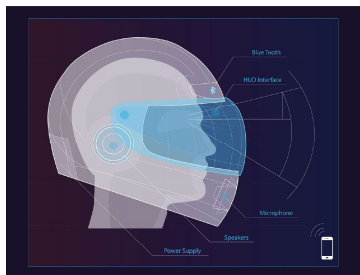 Blue Tooth
HUD Interface
Microphone
Speakers
Power Supply